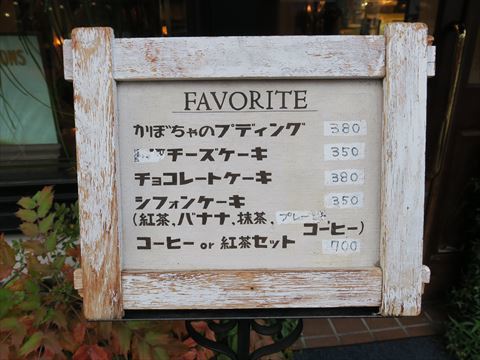 FAVORITE
かぼちゃのプディング 380
チーズケーキ 350
チョコレートケーキ 380
シフォンケーキ 350
(紅茶、バナナ、抹茶、プレーン、コーヒー)
コーヒー or 紅茶セット 700